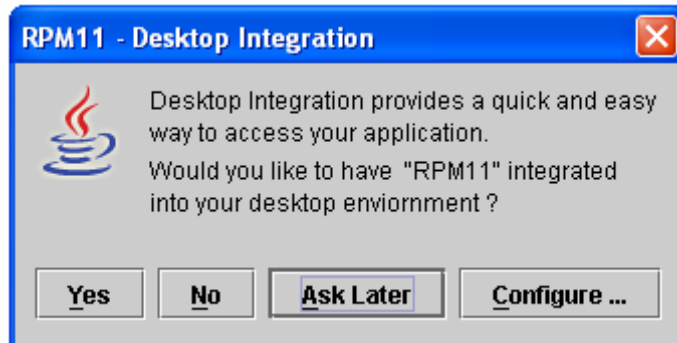 RPM11 - Desktop Integration
Desktop Integration provides a quick and easy
way to access your application.
Would you like to have "RPM11" integrated
into your desktop enviornment ?
Yes No Ask Later Configure ...